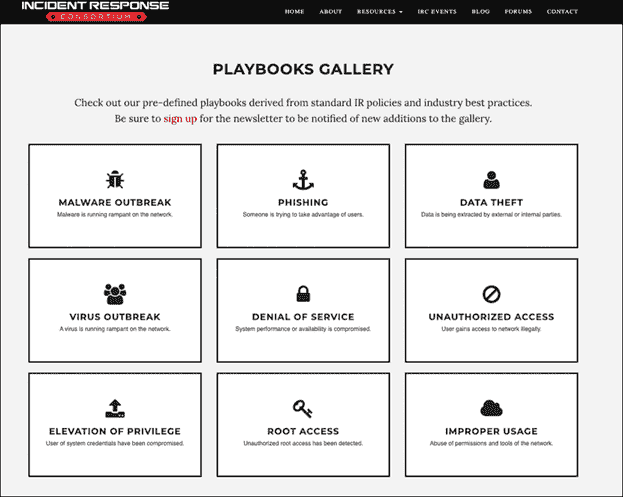 INCIDENT RESPONSE
CONSORTIUM
HOME ABOUT RESOURCES IRC EVENTS BLOG FORUMS CONTACT
PLAYBOOKS GALLERY
Check out our pre-defined playbooks derived from standard IR policies and industry best practices.
Be sure to sign up for the newsletter to be notified of new additions to the gallery.
MALWARE OUTBREAK
Malware is running rampant on the network.
PHISHING
Someone is trying to take advantage of users.
DATA THEFT
Data is being extracted by external or internal parties.
VIRUS OUTBREAK
A virus is running rampant on the network.
DENIAL OF SERVICE
System performance or availability is compromised.
UNAUTHORIZED ACCESS
User gains access to network illegally.
ELEVATION OF PRIVILEGE
User of system credentials have been compromised.
ROOT ACCESS
Unauthorized root access has been detected.
IMPROPER USAGE
Abuse of permissions and tools of the network.